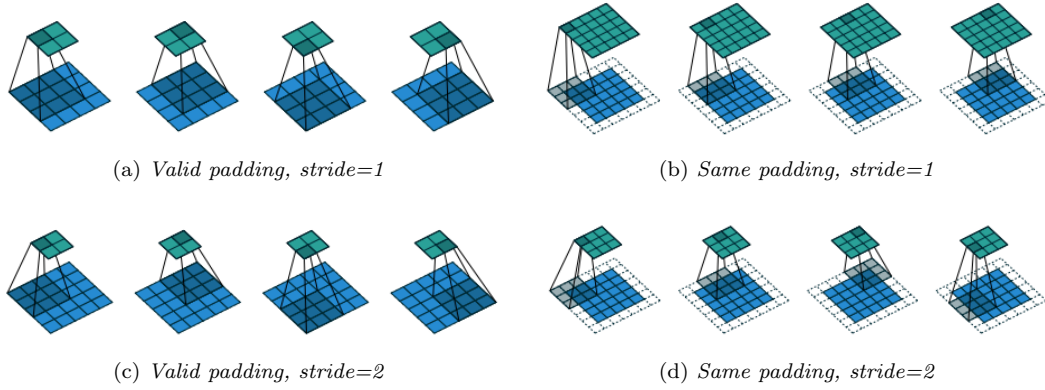 (a) Valid padding, stride=1
(b) Same padding, stride=1
(c) Valid padding, stride=2
(d) Same padding, stride=2